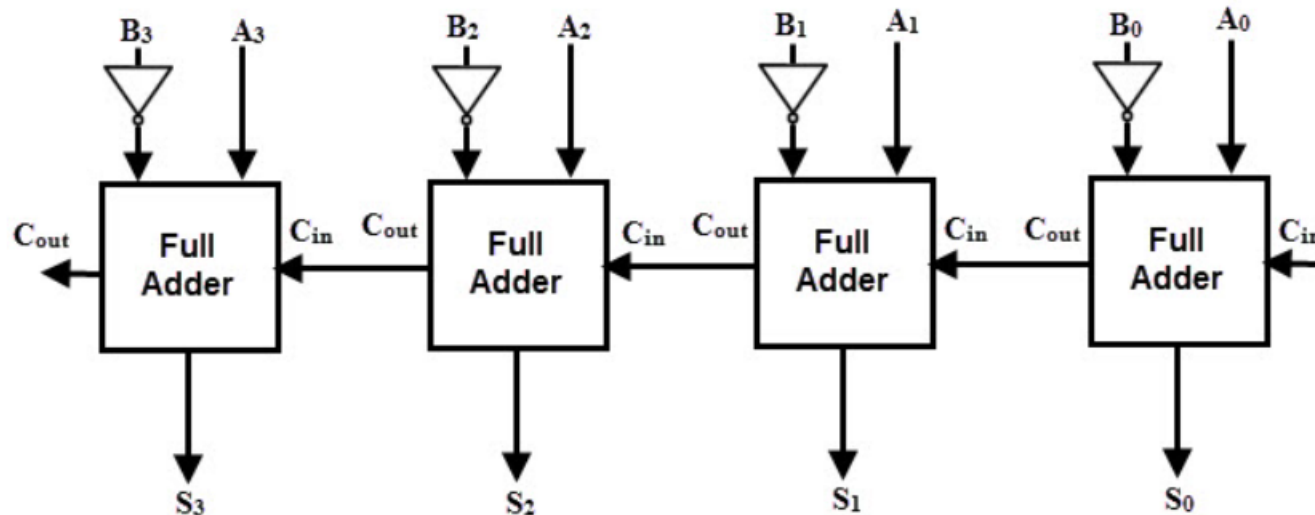 B₃ A₃ B₂ A₂ B₁ A₁ B₀ A₀
Cout Full Adder Cin Cout Full Adder Cin Cout Full Adder Cin Cout Full Adder Cin
S₃ S₂ S₁ S₀